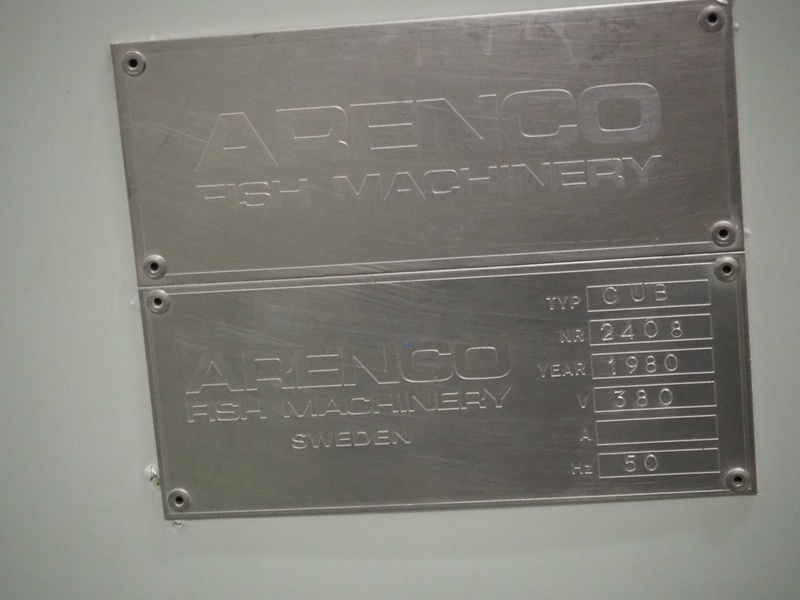 ARENCO
FISH MACHINERY
ARENCO
FISH MACHINERY
SWEDEN
TYP CUB
NR 2408
YEAR 1980
V 380
A
Hz 50